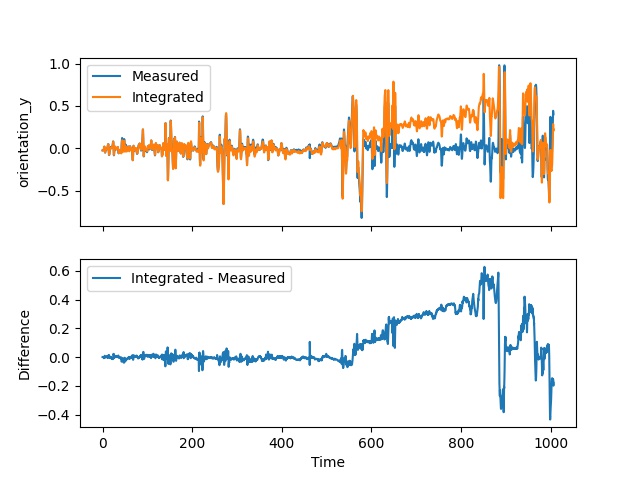 1.0
0.5
0.0
−0.5
orientation_y
Measured
Integrated
0.6
0.4
0.2
0.0
−0.2
−0.4
Difference
Integrated - Measured
0 200 400 600 800 1000
Time